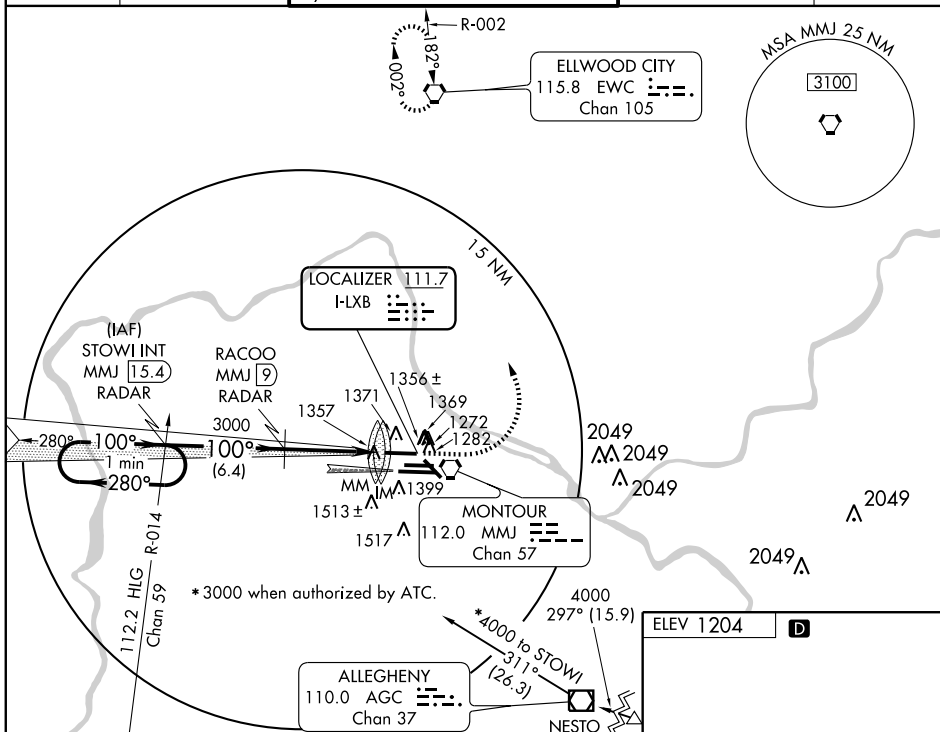 R-002
182°
002°
ELLWOOD CITY
115.8 EWC
Chan 105
MSA MMJ 25 NM
3100
15 NM
LOCALIZER 111.7
I-LXB
(IAF)
STOWI INT
MMJ 15.4
RADAR
RACOO
MMJ 9
RADAR
1356 ±
1371
1369
1357
1272
1282
3000
280°
100°
100°
(6.4)
1 min
280°
2049
2049
2049
2049
2049
MM
IM
1399
1513 ±
1517
MONTOUR
112.0 MMJ
Chan 57
112.2 HLG R-014
Chan 59
* 3000 when authorized by ATC.
4000
297° (15.9)
*4000 to STOWI
311°
(26.3)
ALLEGHENY
110.0 AGC
Chan 37
NESTO
ELEV 1204
D